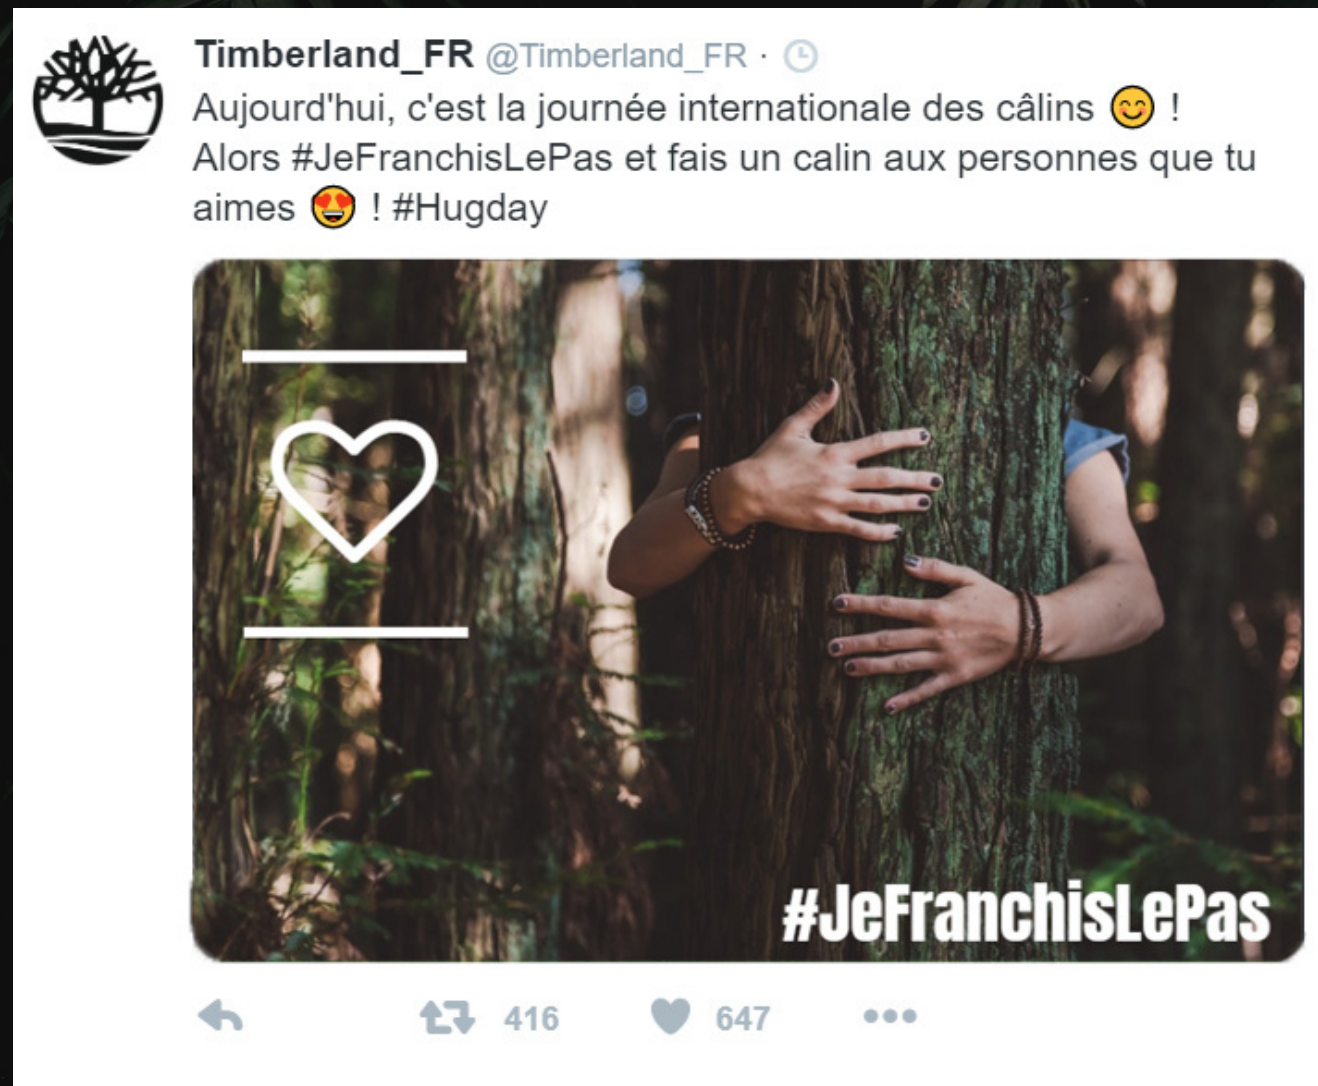 Timberland_FR @Timberland_FR ·
Aujourd'hui, c'est la journée internationale des câlins 😊 !
Alors #JeFranchisLePas et fais un calin aux personnes que tu
aimes 😍 ! #Hugday
#JeFranchisLePas
416 647